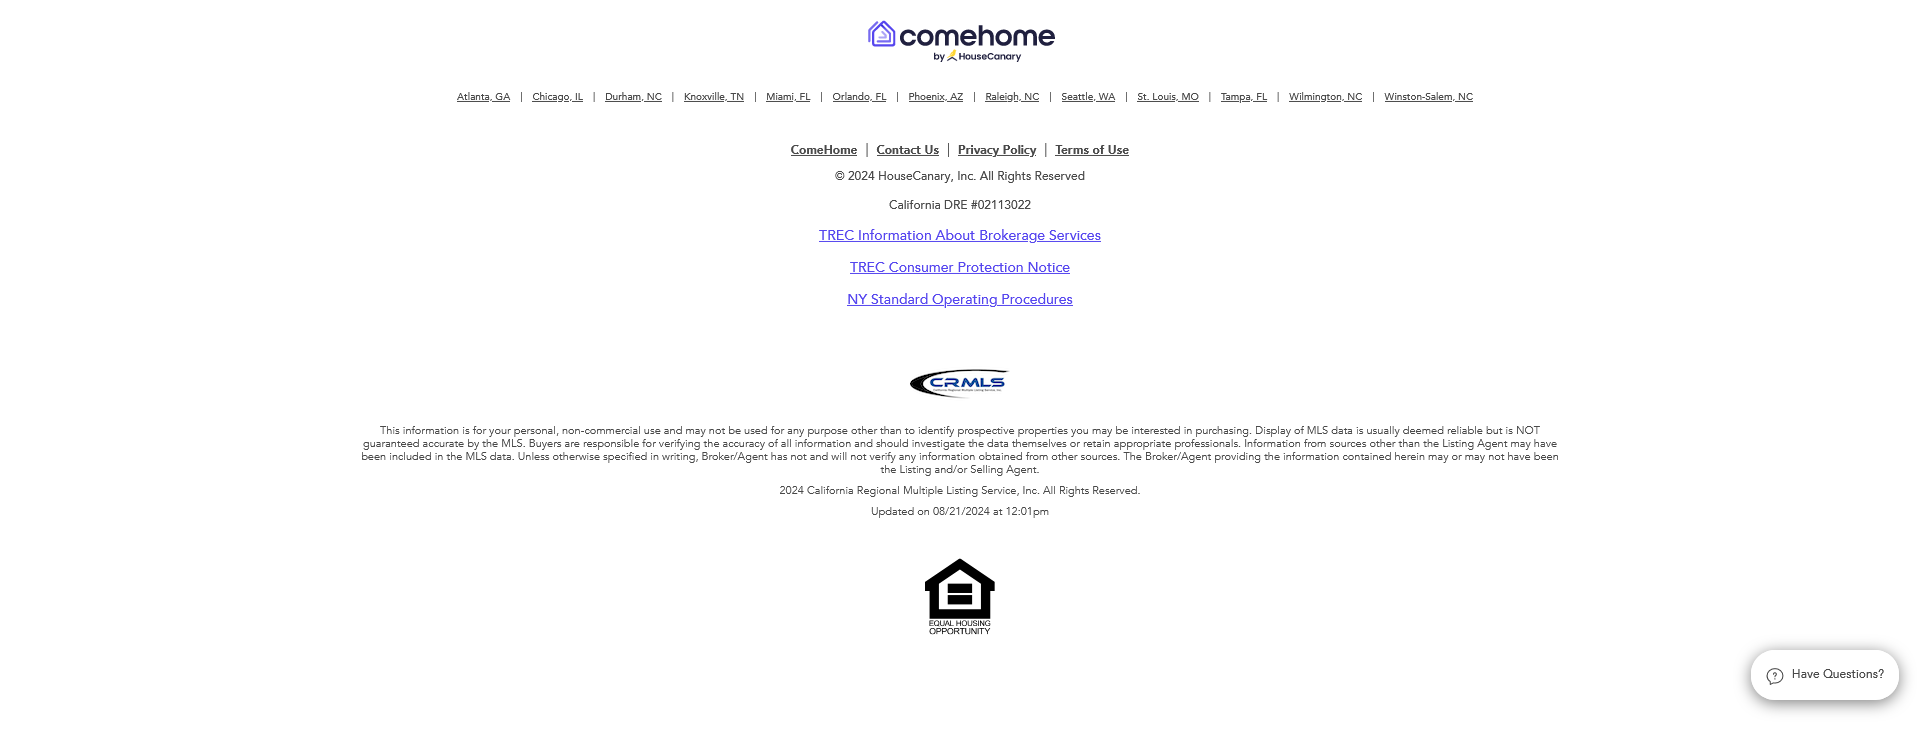 comehome
by HouseCanary
Atlanta, GA | Chicago, IL | Durham, NC | Knoxville, TN | Miami, FL | Orlando, FL | Phoenix, AZ | Raleigh, NC | Seattle, WA | St. Louis, MO | Tampa, FL | Wilmington, NC | Winston-Salem, NC
ComeHome | Contact Us | Privacy Policy | Terms of Use
© 2024 HouseCanary, Inc. All Rights Reserved
California DRE #02113022
TREC Information About Brokerage Services
TREC Consumer Protection Notice
NY Standard Operating Procedures
CRMLS
California Regional Multiple Listing Service, Inc.
This information is for your personal, non-commercial use and may not be used for any purpose other than to identify prospective properties you may be interested in purchasing. Display of MLS data is usually deemed reliable but is NOT
guaranteed accurate by the MLS. Buyers are responsible for verifying the accuracy of all information and should investigate the data themselves or retain appropriate professionals. Information from sources other than the Listing Agent may have
been included in the MLS data. Unless otherwise specified in writing, Broker/Agent has not and will not verify any information obtained from other sources. The Broker/Agent providing the information contained herein may or may not have been
the Listing and/or Selling Agent.
2024 California Regional Multiple Listing Service, Inc. All Rights Reserved.
Updated on 08/21/2024 at 12:01pm
EQUAL HOUSING
OPPORTUNITY
Have Questions?